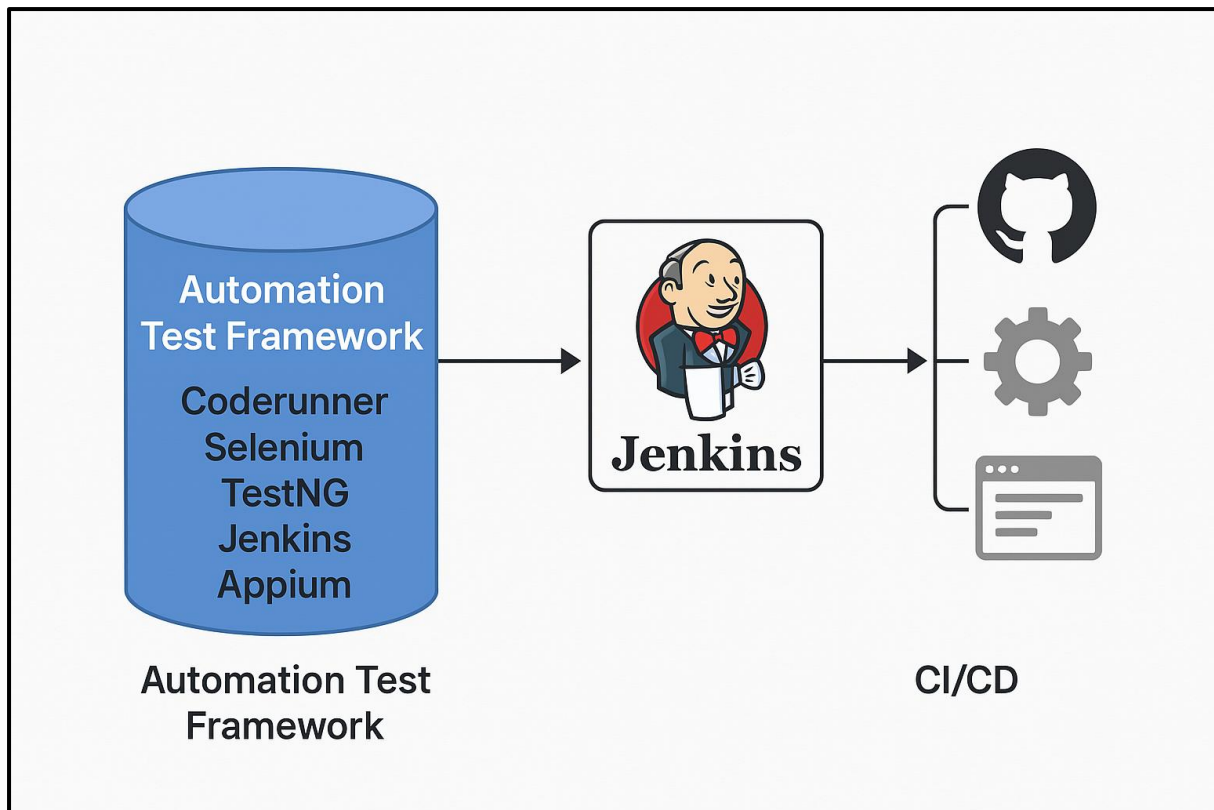 Automation
Test Framework
Coderunner
Selenium
TestNG
Jenkins
Appium
Jenkins
Automation Test
Framework
CI/CD